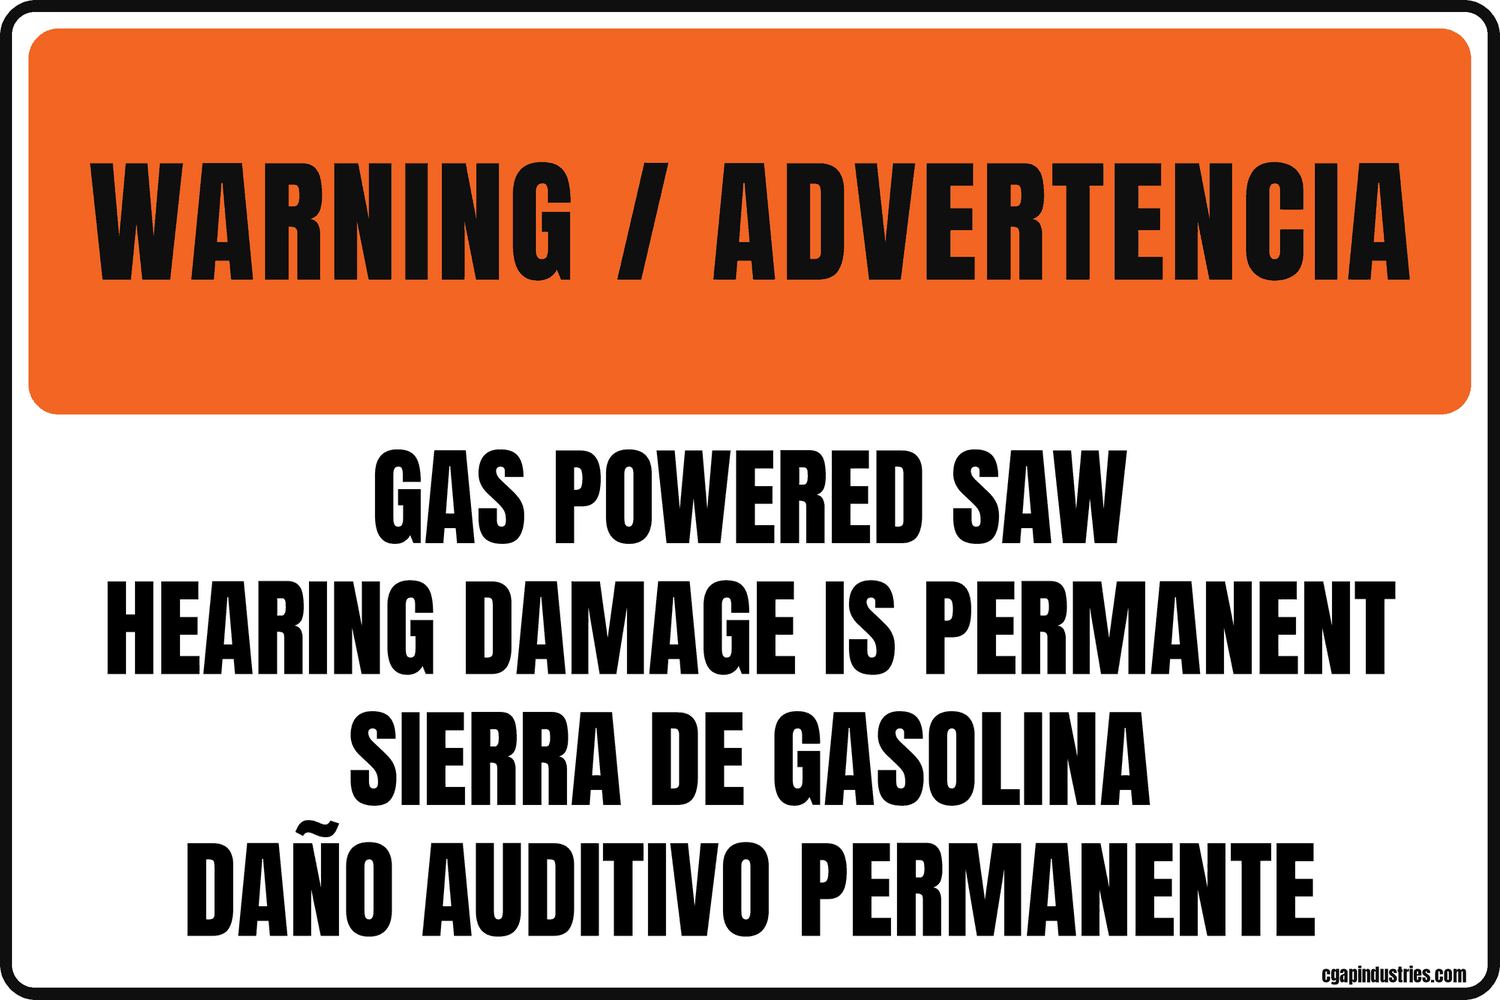 WARNING / ADVERTENCIA
GAS POWERED SAW
HEARING DAMAGE IS PERMANENT
SIERRA DE GASOLINA
DAÑO AUDITIVO PERMANENTE
cgapindustries.com